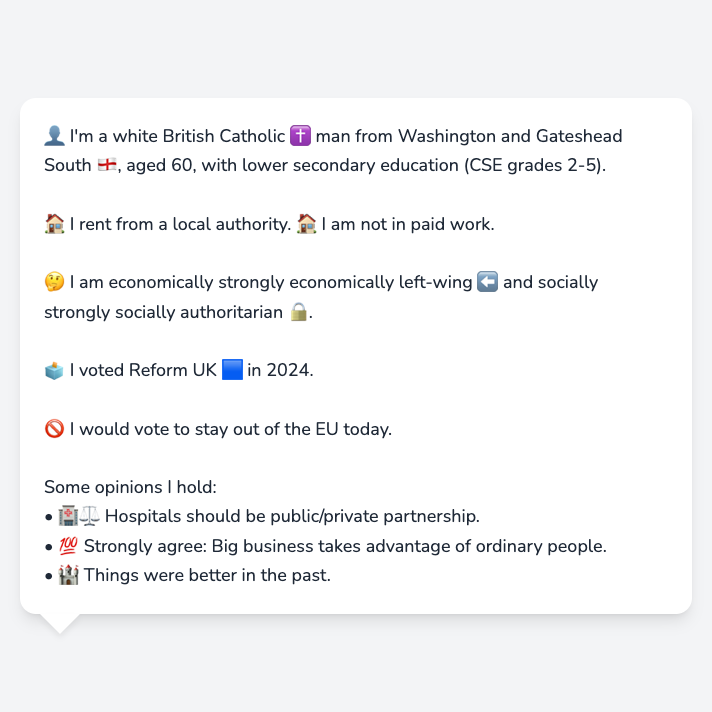 👤 I'm a white British Catholic ✝️ man from Washington and Gateshead
South 🏴󠁧󠁢󠁥󠁮󠁧󠁿, aged 60, with lower secondary education (CSE grades 2-5).
🏠 I rent from a local authority. 🏠 I am not in paid work.
🤔 I am economically strongly economically left-wing ⬅️ and socially
strongly socially authoritarian 🔒.
🗳️ I voted Reform UK 🟦 in 2024.
🚫 I would vote to stay out of the EU today.
Some opinions I hold:
• 🏥⚖️ Hospitals should be public/private partnership.
• 💯 Strongly agree: Big business takes advantage of ordinary people.
• 🏰 Things were better in the past.